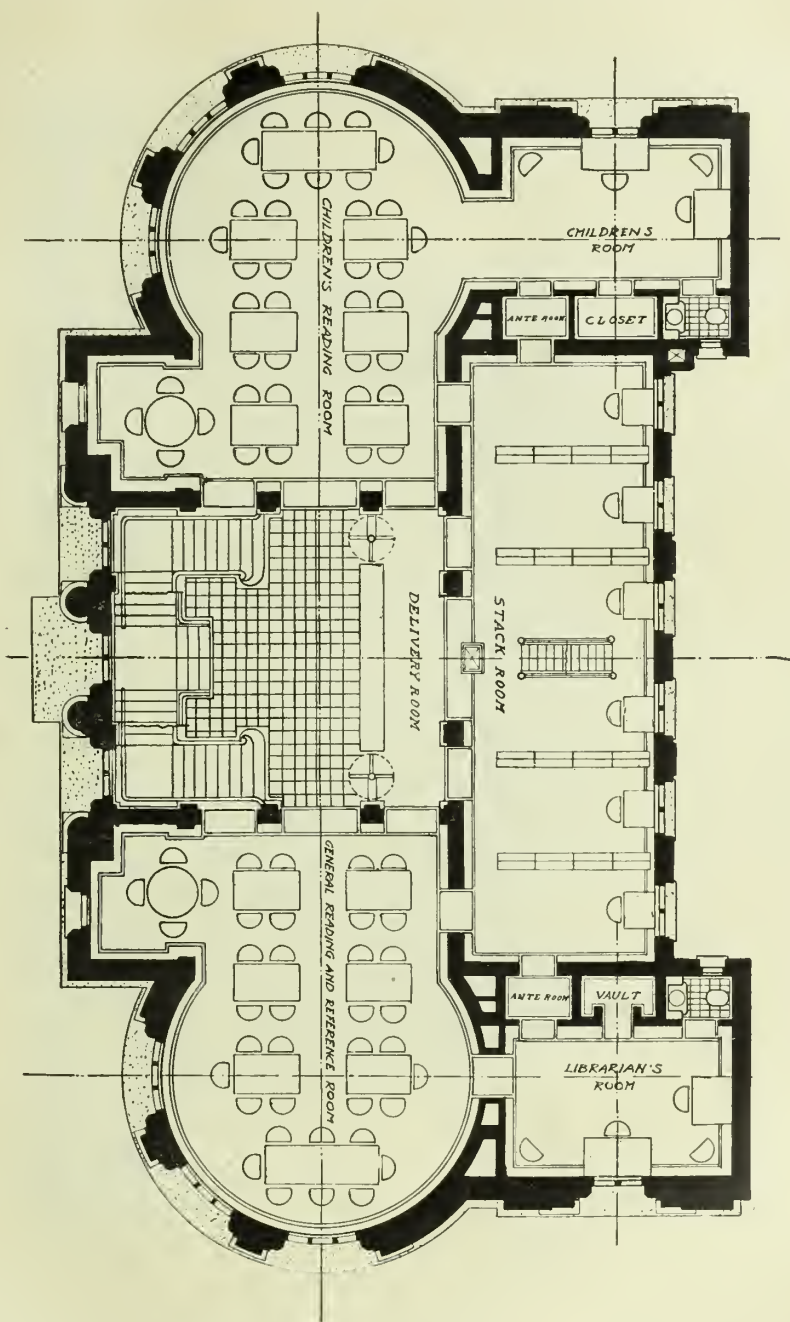 CHILDREN'S READING ROOM
CHILDREN'S
ROOM
ANTE ROOM
CLOSET
DELIVERY ROOM
STACK ROOM
GENERAL READING AND REFERENCE ROOM
ANTE ROOM
VAULT
LIBRARIAN'S
ROOM